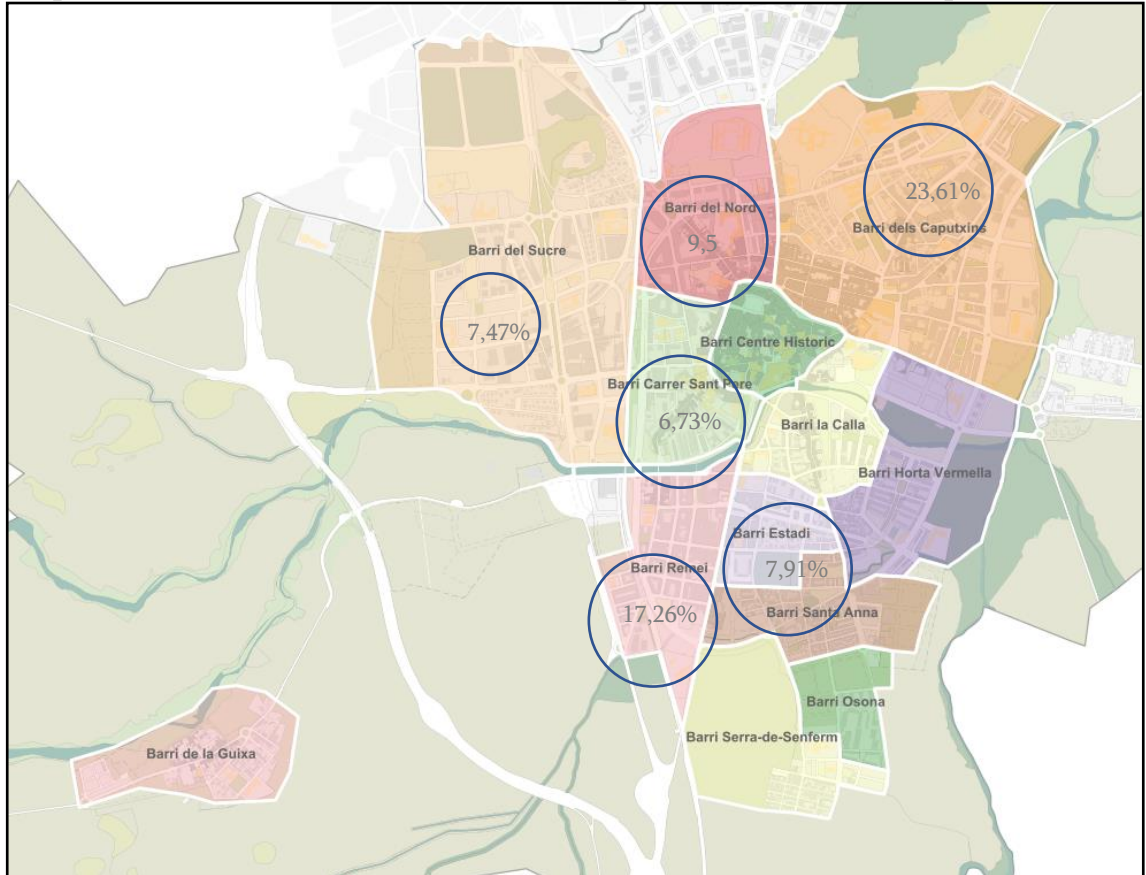 23,61%
Barri del Nord
Barri dels Caputxins
9,5
Barri del Sucre
7,47%
Barri Centre Historic
Barri Carrer Sant Pere
6,73%
Barri la Calla
Barri Horta Vermella
Barri Estadi
7,91%
Barri Remei
17,26%
Barri Santa Anna
Barri Osona
Barri Serra-de-Senferm
Barri de la Guixa